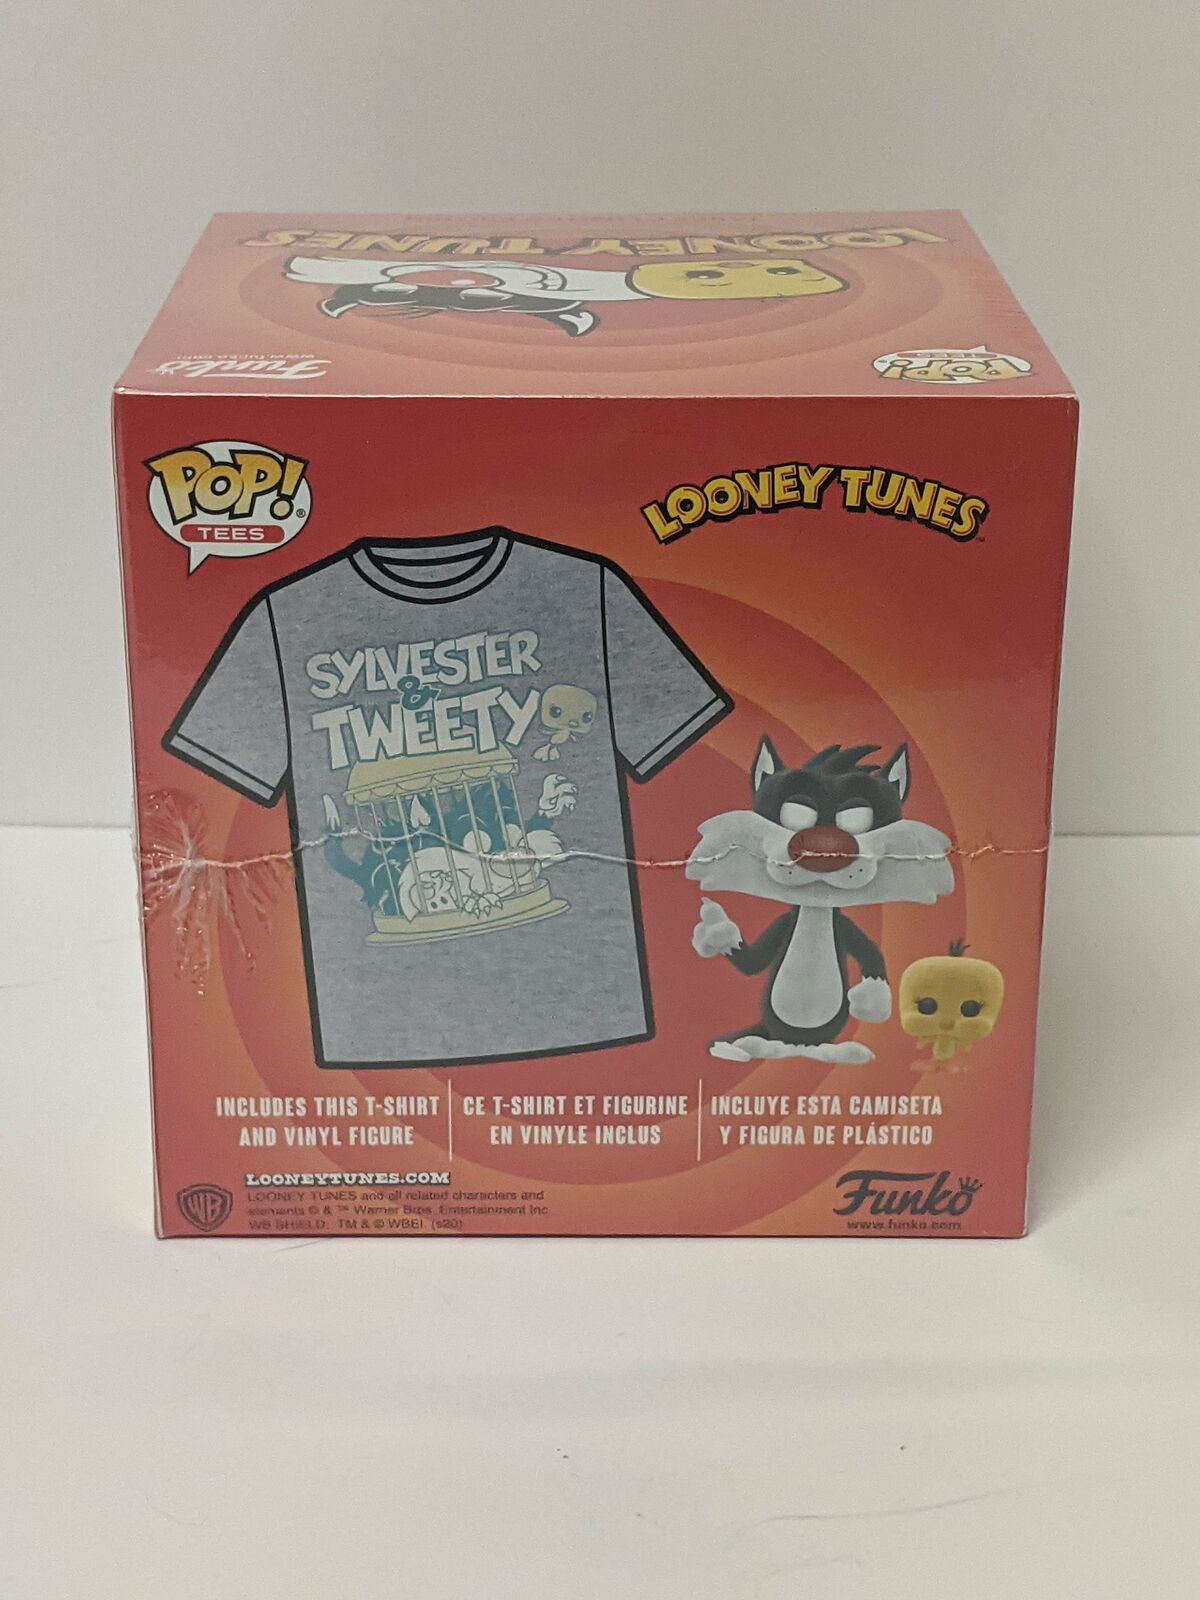 LOONEY TUNES
Funko
www.funko.com
POP!
TEES
POP!®
TEES
LOONEY TUNES™
SYLVESTER
&
TWEETY
INCLUDES THIS T-SHIRT
AND VINYL FIGURE
CE T-SHIRT ET FIGURINE
EN VINYLE INCLUS
INCLUYE ESTA CAMISETA
Y FIGURA DE PLÁSTICO
WB
LOONEYTUNES.COM
LOONEY TUNES and all related characters and
elements © & ™ Warner Bros. Entertainment Inc.
WB SHIELD: TM & © WBEI. (s20)
Funko
www.funko.com